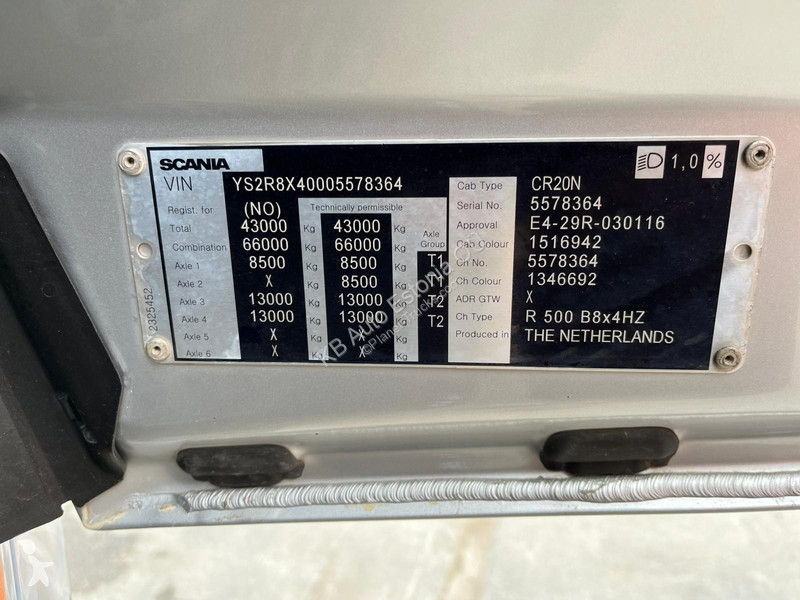 SCANIA
1,0 %
VIN YS2R8X40005578364 Cab Type CR20N
Regist. for (NO) Technically permissible Serial No. 5578364
Total 43000 Kg 43000 Kg Axle Group Approval E4-29R-030116
Combination 66000 Kg 66000 Kg Cab Colour 1516942
Axle 1 8500 Kg 8500 Kg T1 Ch No. 5578364
Axle 2 X Kg 8500 Kg Ch Colour 1346692
Axle 3 13000 Kg 13000 Kg T2 ADR GTW X
Axle 4 13000 Kg 13000 Kg T2 Ch Type R 500 B8x4HZ
Axle 5 X Kg X Kg Produced in THE NETHERLANDS
Axle 6 X Kg X Kg
2325452
KB Auto Estonia